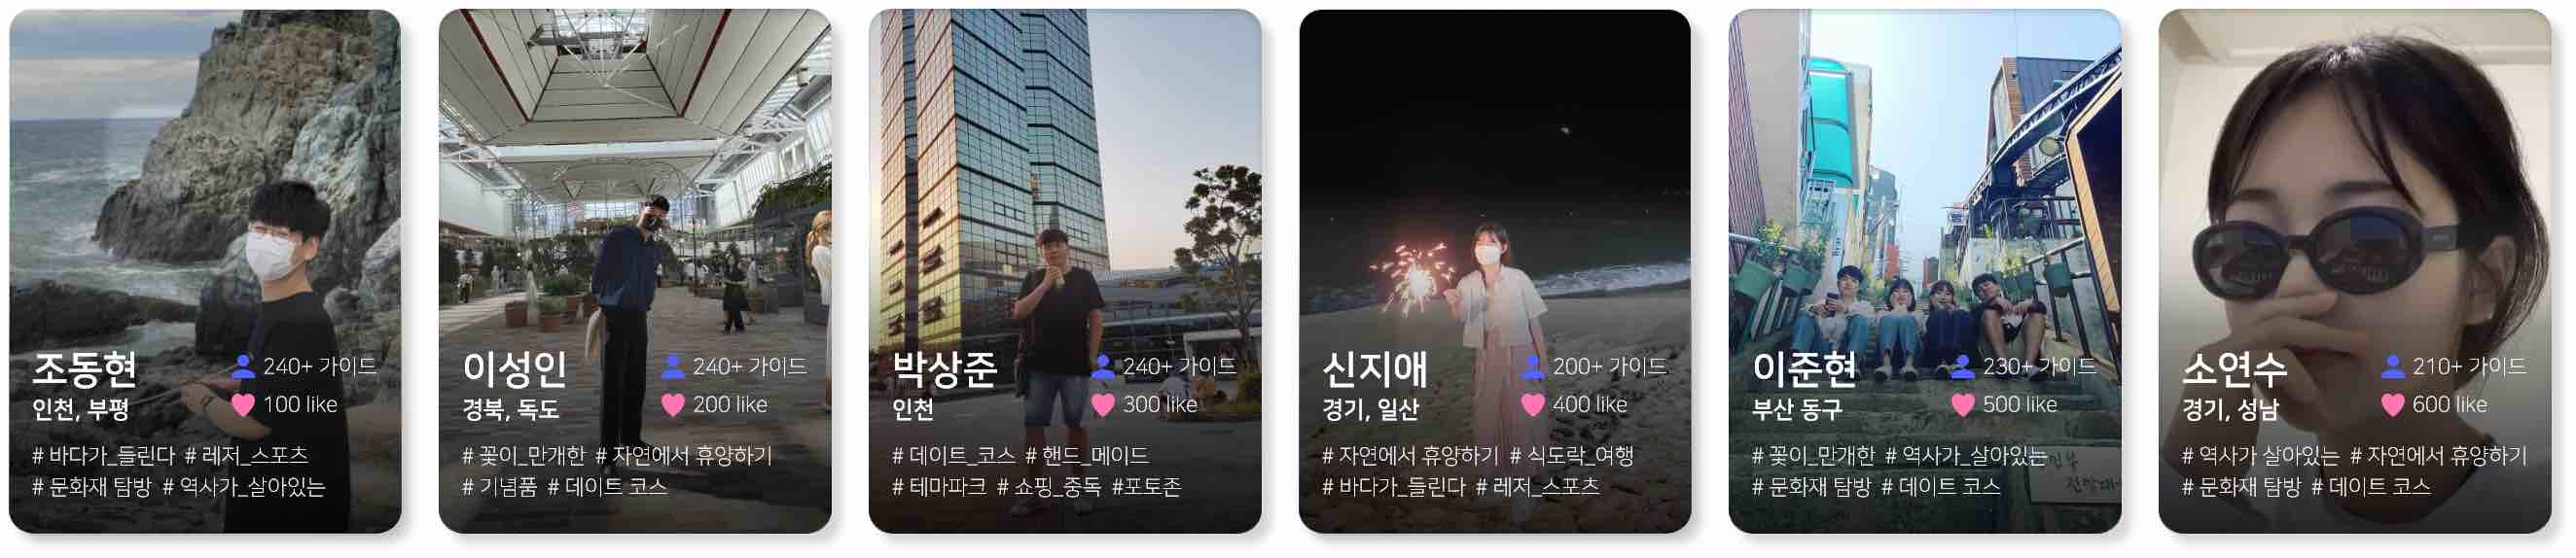 조동현
240+ 가이드
인천, 부평
100 like
# 바다가_들린다 # 레저_스포츠
# 문화재 탐방 # 역사가_살아있는
이성인
240+ 가이드
경북, 독도
200 like
# 꽃이_만개한 # 자연에서 휴양하기
# 기념품 # 데이트 코스
박상준
240+ 가이드
인천
300 like
# 데이트_코스 # 핸드_메이드
# 테마파크 # 쇼핑_중독 #포토존
신지애
200+ 가이드
경기, 일산
400 like
# 자연에서 휴양하기 # 식도락_여행
# 바다가_들린다 # 레저_스포츠
이준현
230+ 가이드
부산 동구
500 like
# 꽃이_만개한 # 역사가_살아있는
# 문화재 탐방 # 데이트 코스
소연수
210+ 가이드
경기, 성남
600 like
# 역사가 살아있는 # 자연에서 휴양하기
# 문화재 탐방 # 데이트 코스